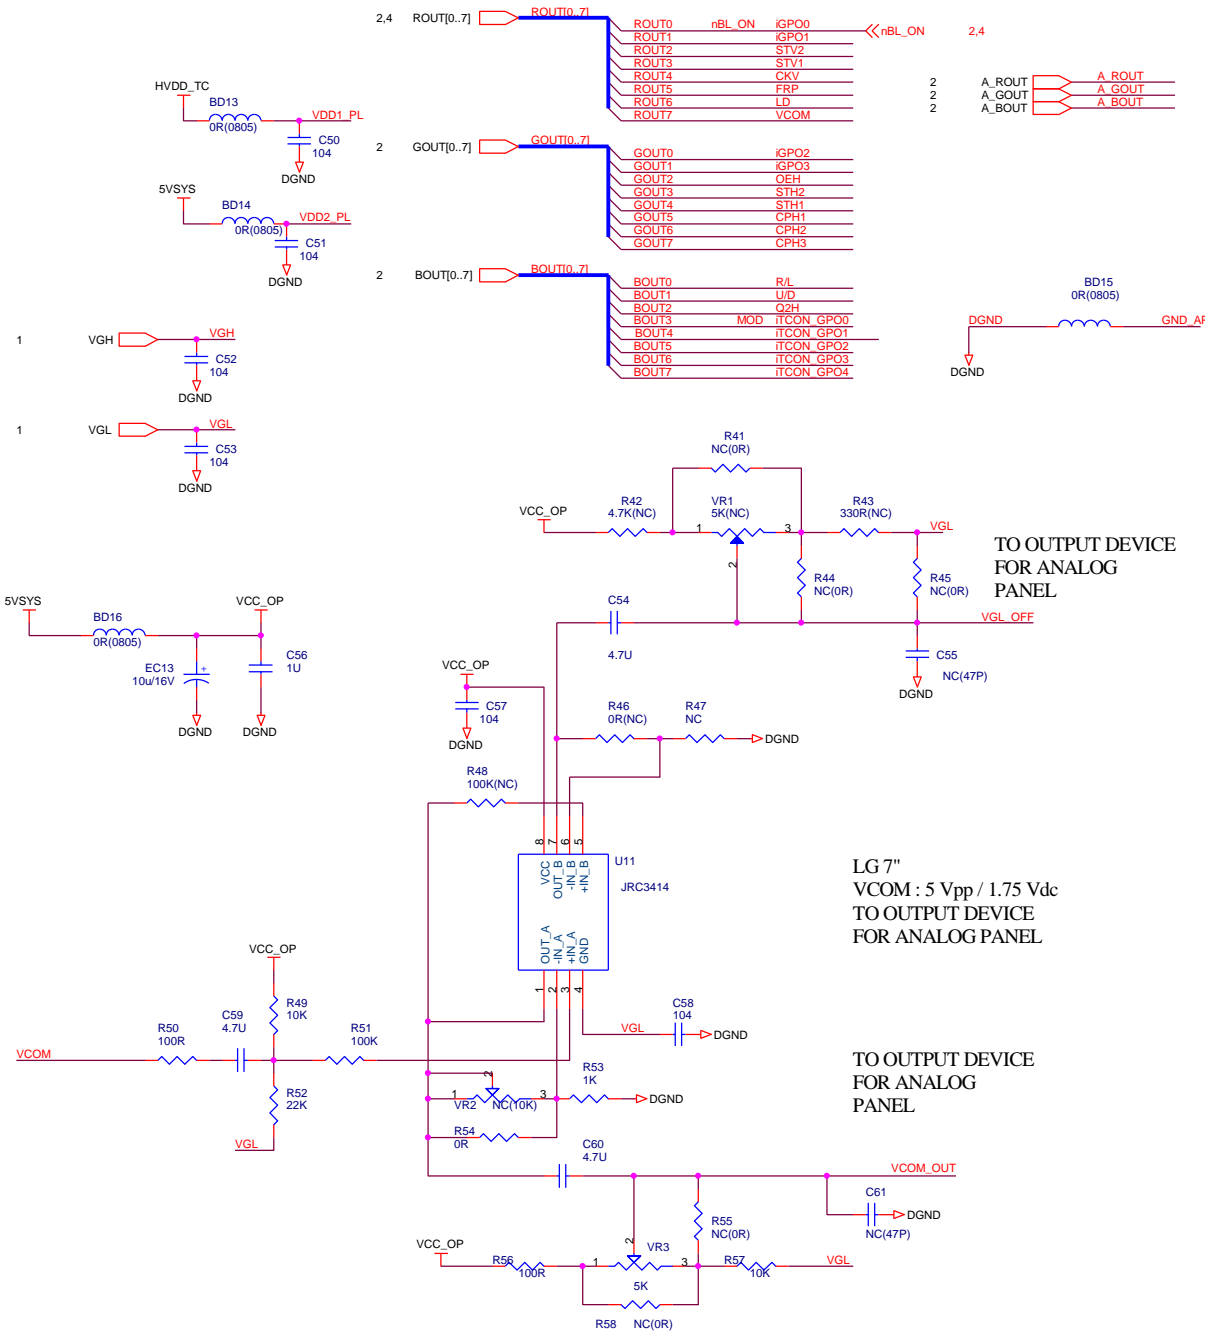 2,4 ROUT[0..7] ROUT[0..7]
ROUT0 nBL_ON iGPO0 nBL_ON 2,4
ROUT1 iGPO1
ROUT2 STV2
ROUT3 STV1
ROUT4 CKV
ROUT5 FRP
ROUT6 LD
ROUT7 VCOM
2 A_ROUT A_ROUT
2 A_GOUT A_GOUT
2 A_BOUT A_BOUT
HVDD_TC
BD13
0R(0805)
VDD1_PL
C50
104
DGND
2 GOUT[0..7] GOUT[0..7]
GOUT0 iGPO2
GOUT1 iGPO3
GOUT2 OEH
GOUT3 STH2
GOUT4 STH1
GOUT5 CPH1
GOUT6 CPH2
GOUT7 CPH3
5VSYS
BD14
0R(0805)
VDD2_PL
C51
104
DGND
2 BOUT[0..7] BOUT[0..7]
BOUT0 R/L
BOUT1 U/D
BOUT2 Q2H
BOUT3 MOD iTCON_GPO0
BOUT4 iTCON_GPO1
BOUT5 iTCON_GPO2
BOUT6 iTCON_GPO3
BOUT7 iTCON_GPO4
BD15
0R(0805)
DGND
DGND
1 VGH VGH
C52
104
DGND
1 VGL VGL
C53
104
DGND
R41
NC(0R)
VCC_OP
R42
4.7K(NC)
VR1
5K(NC)
1
3
2
R43
330R(NC)
VGL
R44
NC(0R)
R45
NC(0R)
TO OUTPUT DEVICE
FOR ANALOG
PANEL
C54
4.7U
VGL_OFF
C55
NC(47P)
DGND
5VSYS
BD16
0R(0805)
VCC_OP
EC13
10u/16V
+
C56
1U
DGND
DGND
VCC_OP
C57
104
DGND
R46
0R(NC)
R47
NC
DGND
R48
100K(NC)
8 7 6 5
VCC OUT_B -IN_B +IN_B
U11
JRC3414
OUT_A -IN_A +IN_A GND
1 2 3 4
LG 7"
VCOM : 5 Vpp / 1.75 Vdc
TO OUTPUT DEVICE
FOR ANALOG PANEL
VGL
C58
104
DGND
VCC_OP
R49
10K
VCOM
R50
100R
C59
4.7U
R51
100K
R52
22K
VGL
TO OUTPUT DEVICE
FOR ANALOG
PANEL
2
1
3
VR2 NC(10K)
R53
1K
DGND
R54
0R
C60
4.7U
VCOM_OUT
C61
NC(47P)
DGND
R55
NC(0R)
VCC_OP
R56
100R
1
2
3
VR3
5K
R57
10K
VGL
R58 NC(0R)